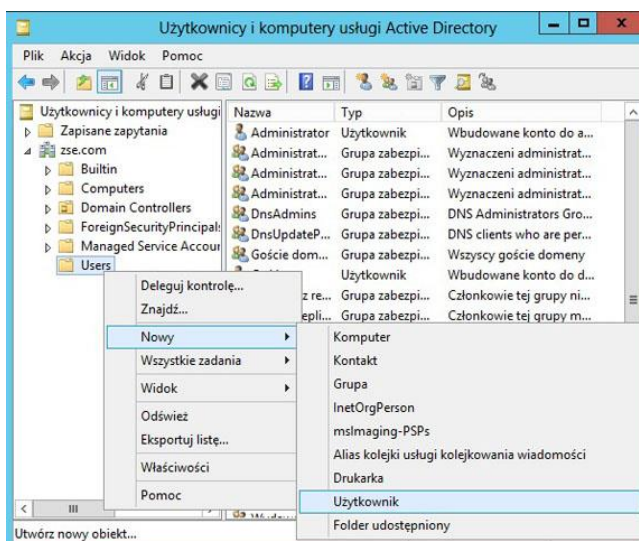 Użytkownicy i komputery usługi Active Directory
Plik Akcja Widok Pomoc
Użytkownicy i komputery usługi
Zapisane zapytania
zse.com
Builtin
Computers
Domain Controllers
ForeignSecurityPrincipal
Managed Service Accour
Users
Nazwa Typ Opis
Administrator Użytkownik Wbudowane konto do a...
Administrat... Grupa zabezpi... Wyznaczeni administrat...
Administrat... Grupa zabezpi... Wyznaczeni administrat...
Administrat... Grupa zabezpi... Wyznaczeni administrat...
DnsAdmins Grupa zabezpi... DNS Administrators Gro...
DnsUpdateP... Grupa zabezpi... DNS clients who are per...
Goście dom... Grupa zabezpi... Wszyscy goście domeny
Użytkownik Wbudowane konto do d...
z re... Grupa zabezpi... Członkowie tej grupy ni...
epli... Grupa zabezpi... Członkowie tej grupy m...
Deleguj kontrolę...
Znajdź...
Nowy
Wszystkie zadania
Widok
Odśwież
Eksportuj listę...
Właściwości
Pomoc
Komputer
Kontakt
Grupa
InetOrgPerson
msImaging-PSPs
Alias kolejki usługi kolejkowania wiadomości
Drukarka
Użytkownik
Folder udostępniony
Utwórz nowy obiekt...